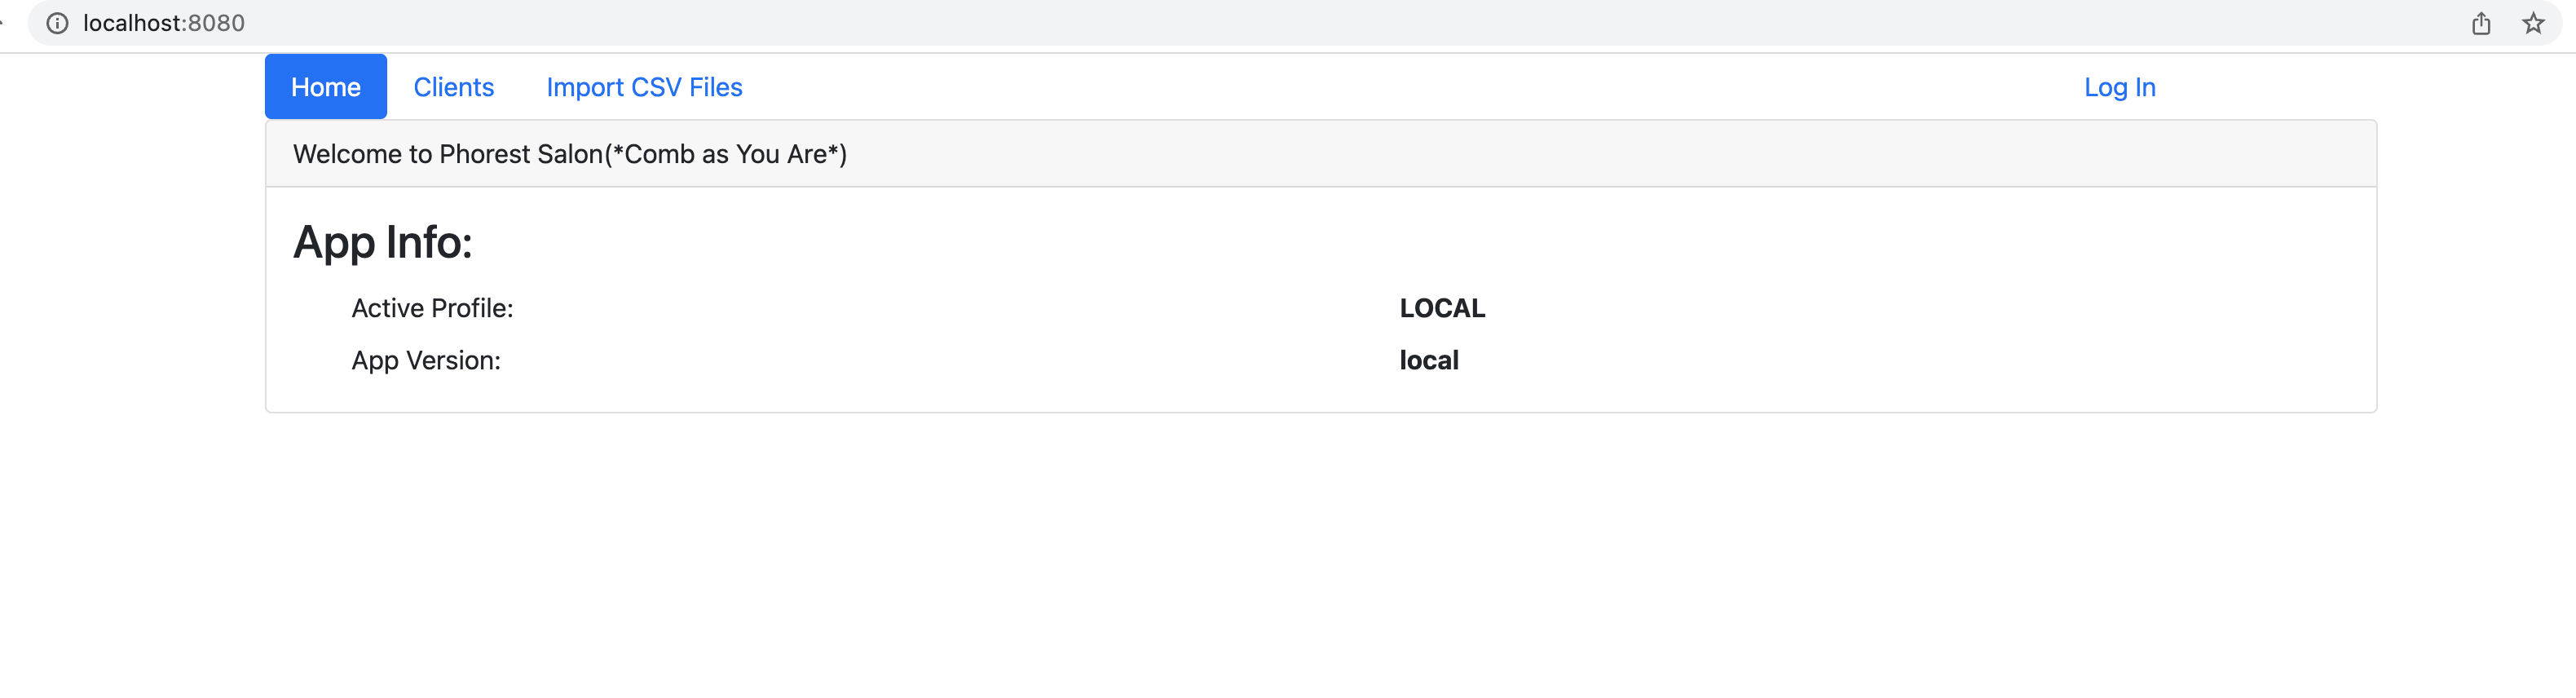 localhost:8080
Home Clients Import CSV Files Log In
Welcome to Phorest Salon(*Comb as You Are*)
App Info:
Active Profile: LOCAL
App Version: local